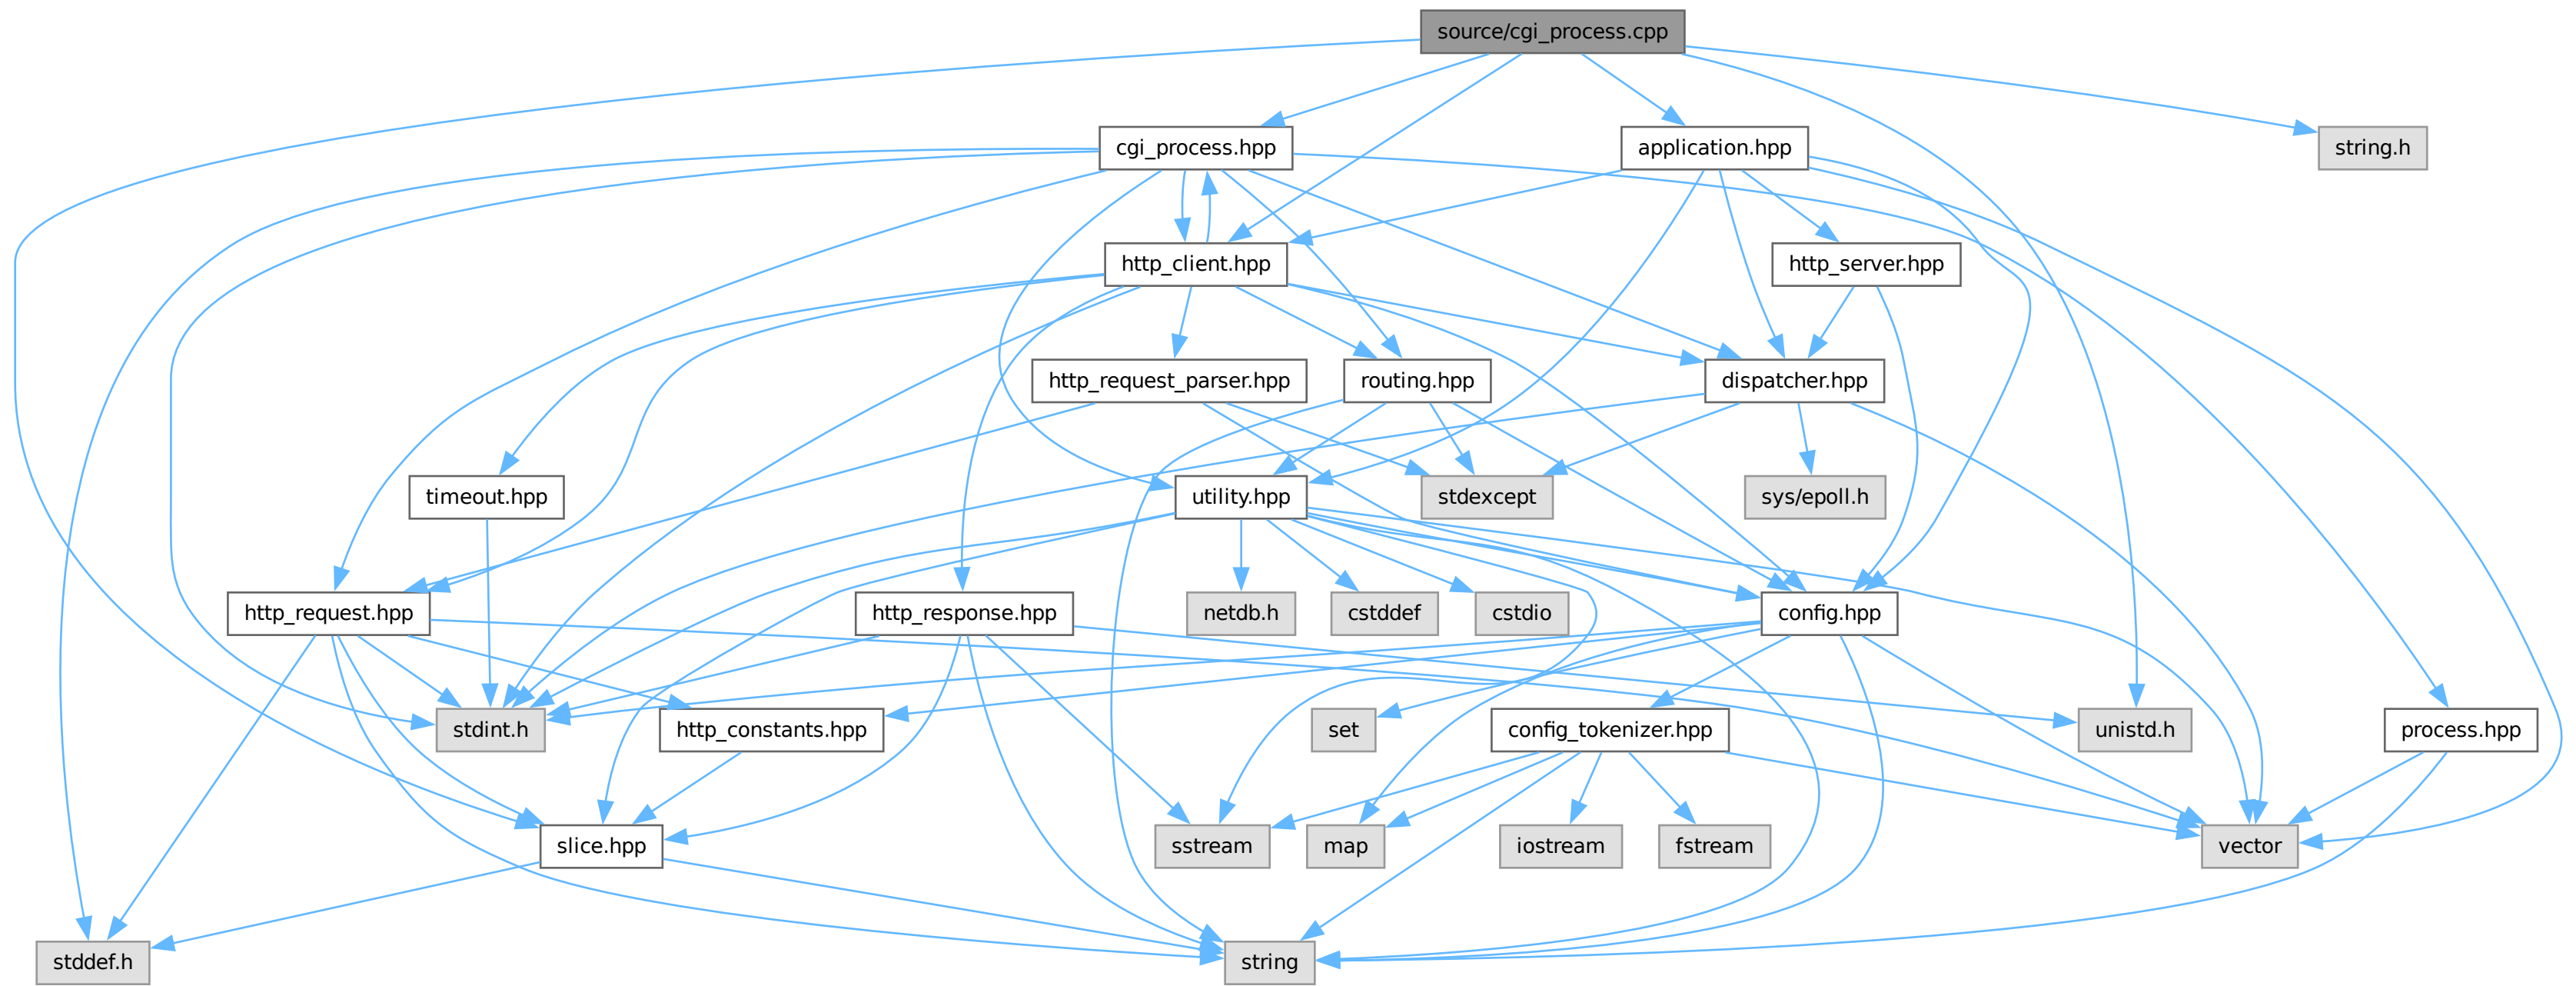 source/cgi_process.cpp
cgi_process.hpp
application.hpp
string.h
http_client.hpp
http_server.hpp
http_request_parser.hpp
routing.hpp
dispatcher.hpp
timeout.hpp
utility.hpp
stdexcept
sys/epoll.h
http_request.hpp
http_response.hpp
netdb.h
cstddef
cstdio
config.hpp
stdint.h
http_constants.hpp
set
config_tokenizer.hpp
unistd.h
process.hpp
slice.hpp
sstream
map
iostream
fstream
vector
stddef.h
string